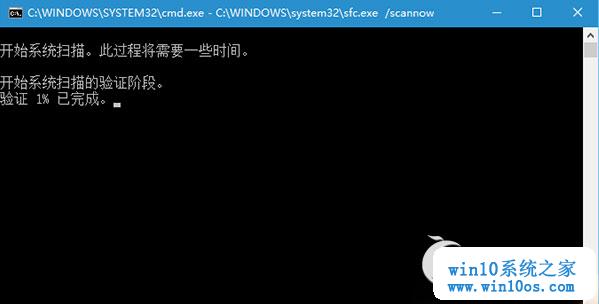 C:\WINDOWS\SYSTEM32\cmd.exe - C:\WINDOWS\system32\sfc.exe  /scannow
开始系统扫描。此过程将需要一些时间。
开始系统扫描的验证阶段。
验证 1% 已完成。
win10系统之家
www.win10os.com